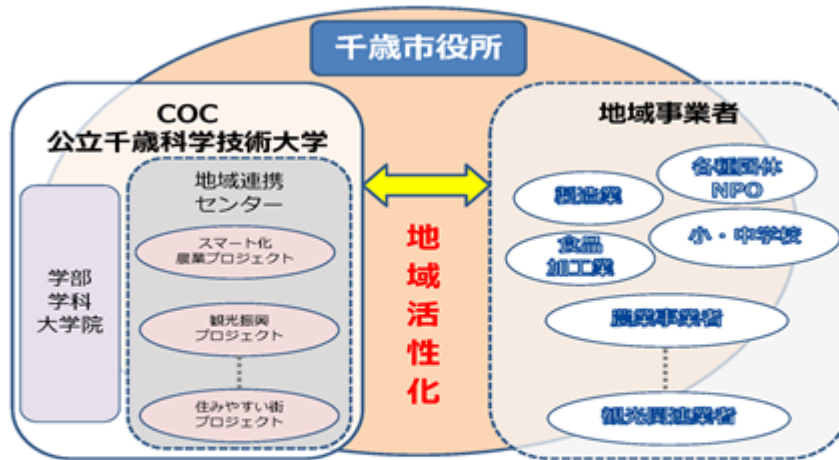 千歳市役所
COC
公立千歳科学技術大学
地域連携
センター
スマート化
農業プロジェクト
観光振興
プロジェクト
住みやすい街
プロジェクト
学部
学科
大学院
地域活性化
地域事業者
製造業
各種団体
NPO
食品
加工業
小・中学校
農業事業者
観光関連業者